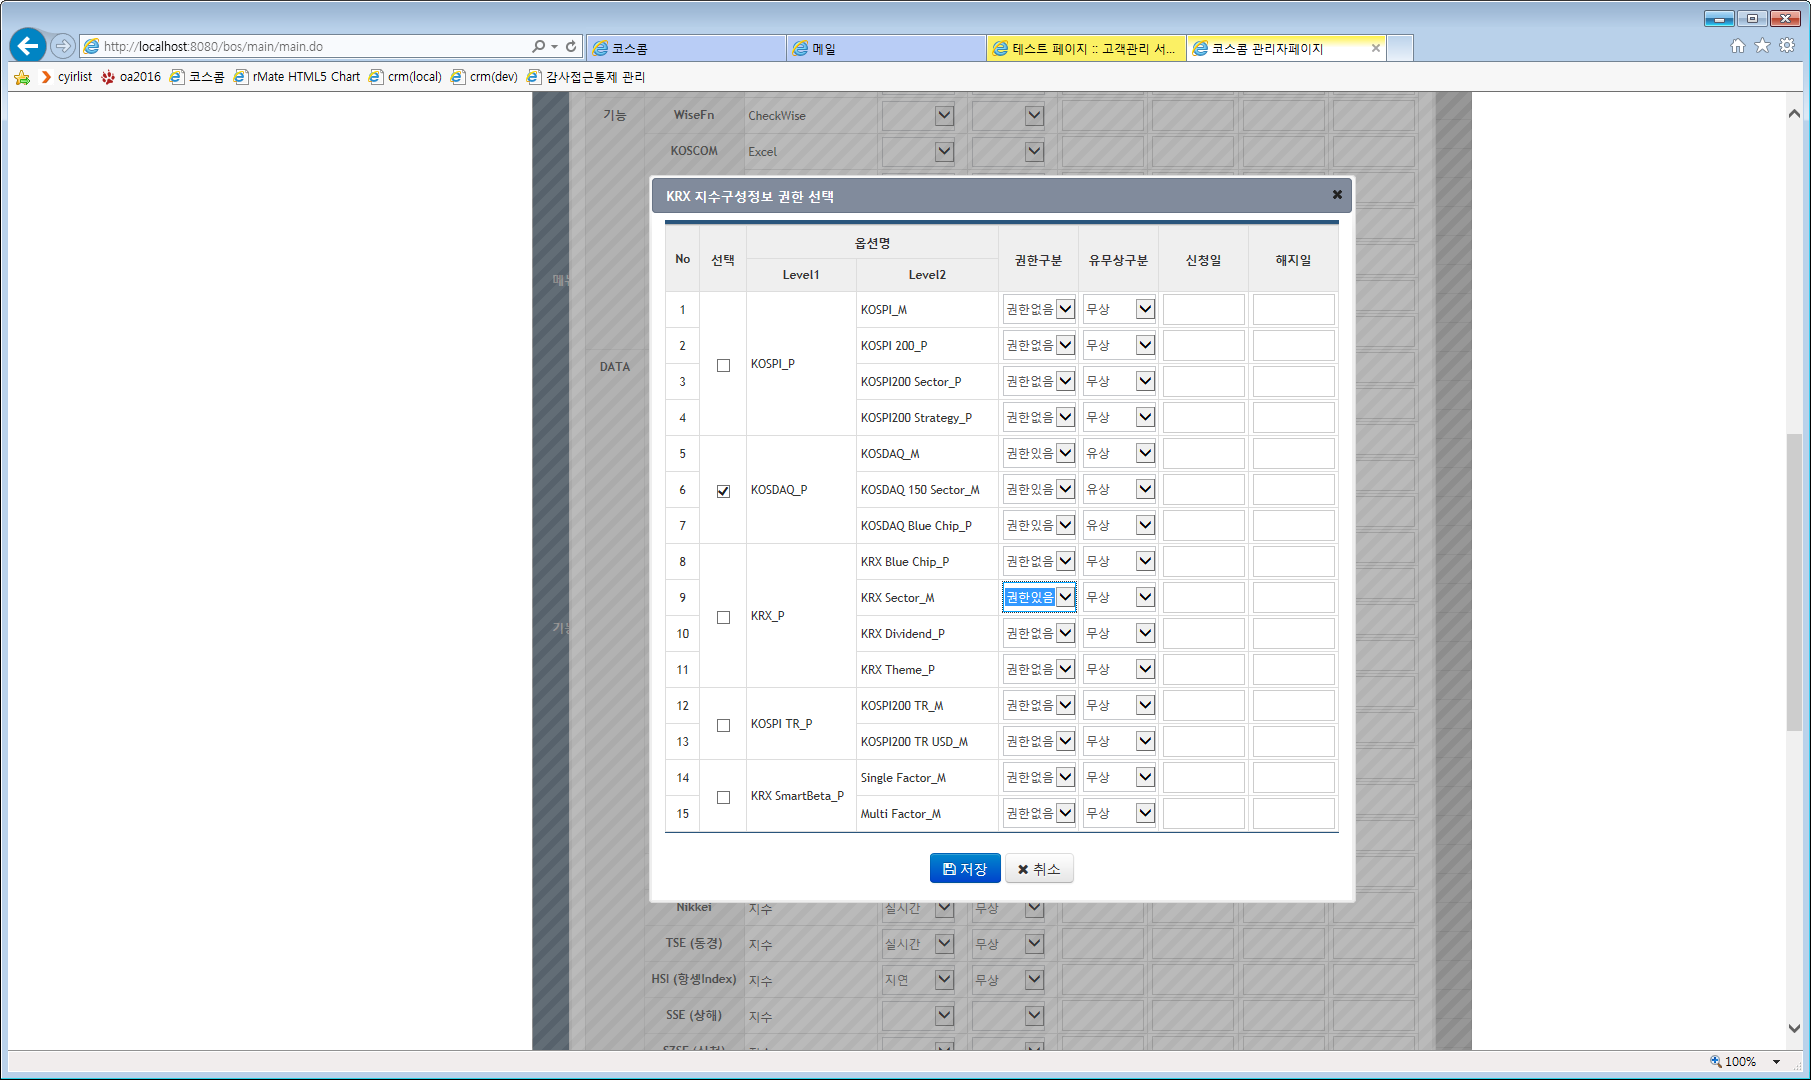 http://localhost:8080/bos/main/main.do
코스콤
메일
테스트 페이지 :: 고객관리 서...
코스콤 관리자페이지
cyirlist oa2016 코스콤 rMate HTML5 Chart crm(local) crm(dev) 감사접근통제 관리
기능 WiseFn CheckWise
KOSCOM Excel
KRX 지수구성정보 권한 선택
No 선택 옵션명 권한구분 유무상구분 신청일 해지일
Level1 Level2
1 KOSPI_P KOSPI_M 권한없음 무상
2 KOSPI 200_P 권한없음 무상
3 KOSPI200 Sector_P 권한없음 무상
4 KOSPI200 Strategy_P 권한없음 무상
5 KOSDAQ_P KOSDAQ_M 권한있음 유상
6 KOSDAQ 150 Sector_M 권한있음 유상
7 KOSDAQ Blue Chip_P 권한있음 유상
8 KRX_P KRX Blue Chip_P 권한없음 무상
9 KRX Sector_M 권한있음 무상
10 KRX Dividend_P 권한없음 무상
11 KRX Theme_P 권한없음 무상
12 KOSPI TR_P KOSPI200 TR_M 권한없음 무상
13 KOSPI200 TR USD_M 권한없음 무상
14 KRX SmartBeta_P Single Factor_M 권한없음 무상
15 Multi Factor_M 권한없음 무상
저장 취소
DATA
Nikkei 지수 실시간 무상
TSE (동경) 지수 실시간 무상
HSI (항셍Index) 지수 지연 무상
SSE (상해) 지수
100%